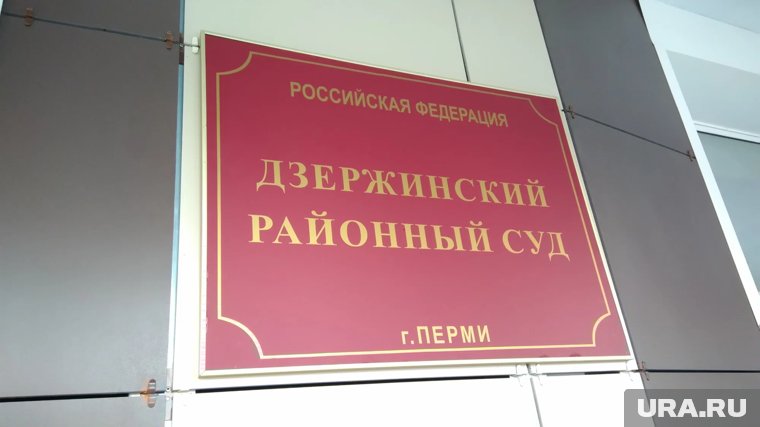 РОССИЙСКАЯ ФЕДЕРАЦИЯ
ДЗЕРЖИНСКИЙ
РАЙОННЫЙ СУД
г.ПЕРМИ
URA.RU